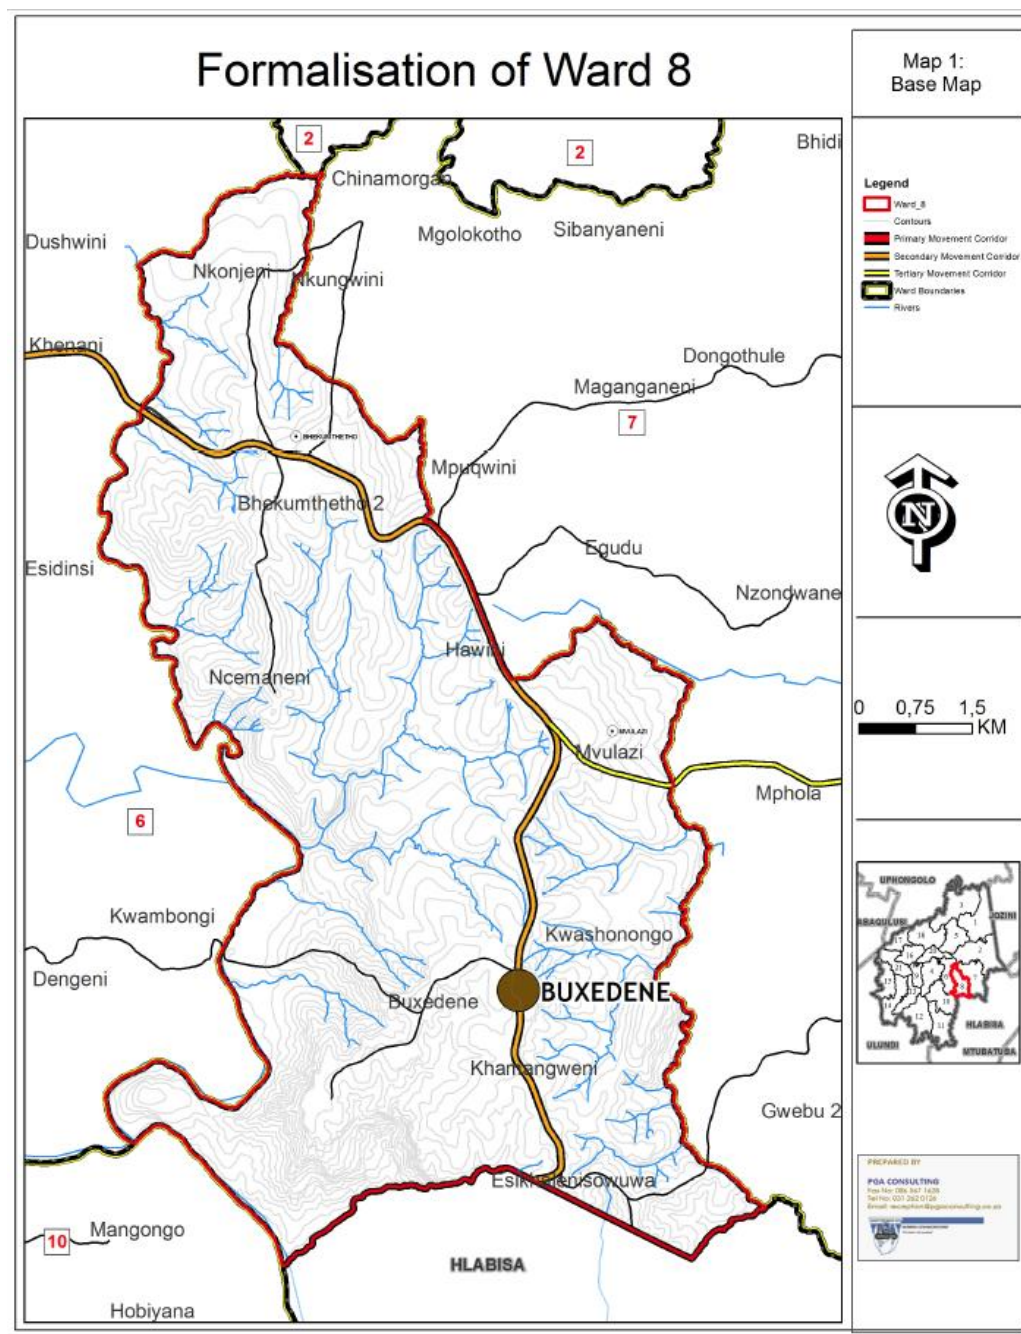 Formalisation of Ward 8
Map 1:
Base Map
2
2
Bhidi
Chinamorgan
Mgolokotho
Sibanyaneni
Dushwini
Nkonjeni
Nkungwini
Khenani
Dongothule
Maganganeni
7
BHEKUMTHETHO
Mpuqwini
Bhekumthetho 2
Egudu
Esidinsi
Nzondwane
Hawini
Ncemaneni
MVULAZI
Mvulazi
Mphola
6
Kwambongi
Kwashonongo
Dengeni
Buxedene
BUXEDENE
Khamangweni
Gwebu 2
Mangongo
10
HLABISA
Hobiyana
Legend
Ward_8
Contours
Primary Movement Corridor
Secondary Movement Corridor
Tertiary Movement Corridor
Ward Boundaries
Rivers
N
0 0,75 1,5
KM
UPHONGOLO
JOZINI
ULUNDI
HLABISA
MTUBATUBA
PREPARED BY
PGA CONSULTING